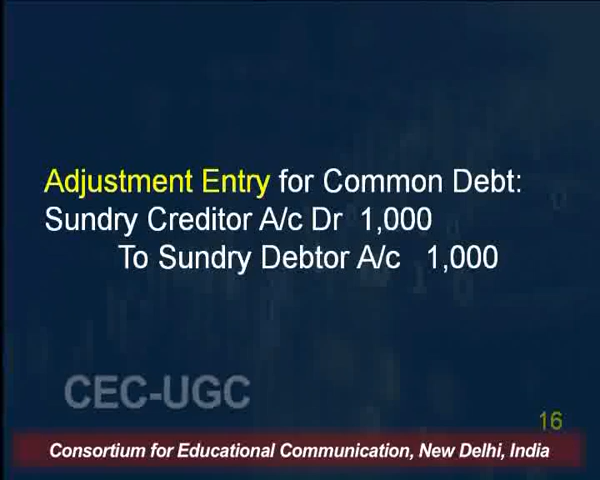 Adjustment Entry for Common Debt:
Sundry Creditor A/c Dr 1,000
To Sundry Debtor A/c 1,000
CEC-UGC
16
Consortium for Educational Communication, New Delhi, India